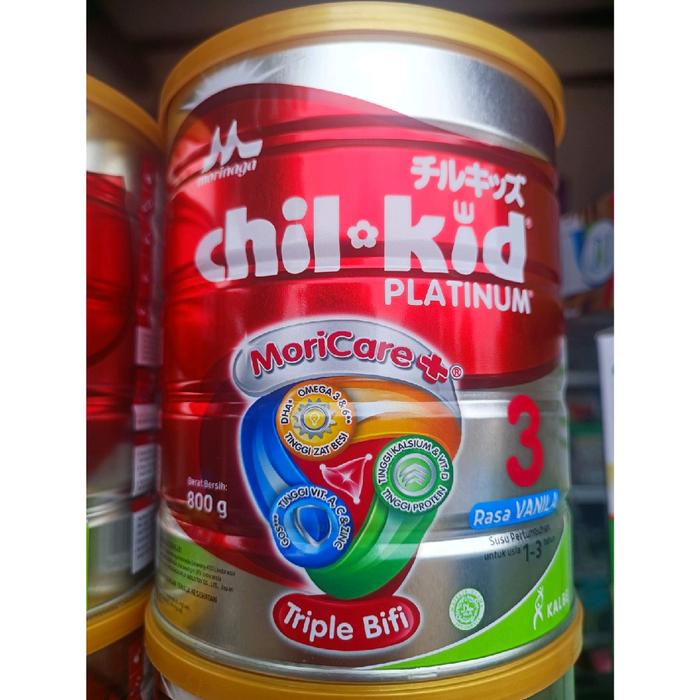 morinaga
チルキッズ
chil kid
PLATINUM
MoriCare +
DHA* OMEGA 3 & 6**
TINGGI ZAT BESI
TINGGI KALSIUM & VIT. D
TINGGI PROTEIN
TINGGI VIT. A, C & ZINC
GOS***
3
Berat Bersih:
800 g
Rasa VANILA
Susu Pertumbuhan
untuk usia 1-3 tahun
Triple Bifi
KALBE